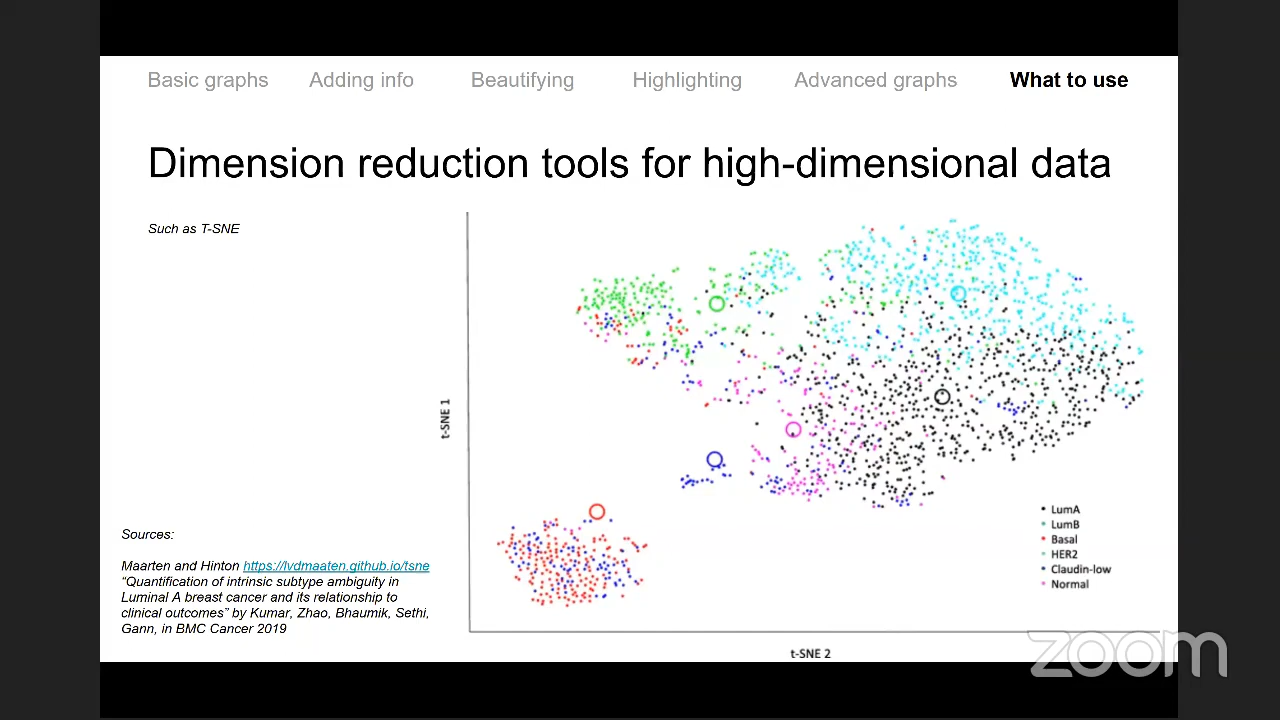 Basic graphs Adding info Beautifying Highlighting Advanced graphs What to use
Dimension reduction tools for high-dimensional data
Such as T-SNE
t-SNE 1
LumA
LumB
Basal
HER2
Claudin-low
Normal
t-SNE 2
Sources:
Maarten and Hinton https://lvdmaaten.github.io/tsne
"Quantification of intrinsic subtype ambiguity in
Luminal A breast cancer and its relationship to
clinical outcomes" by Kumar, Zhao, Bhaumik, Sethi,
Gann, in BMC Cancer 2019
zoom